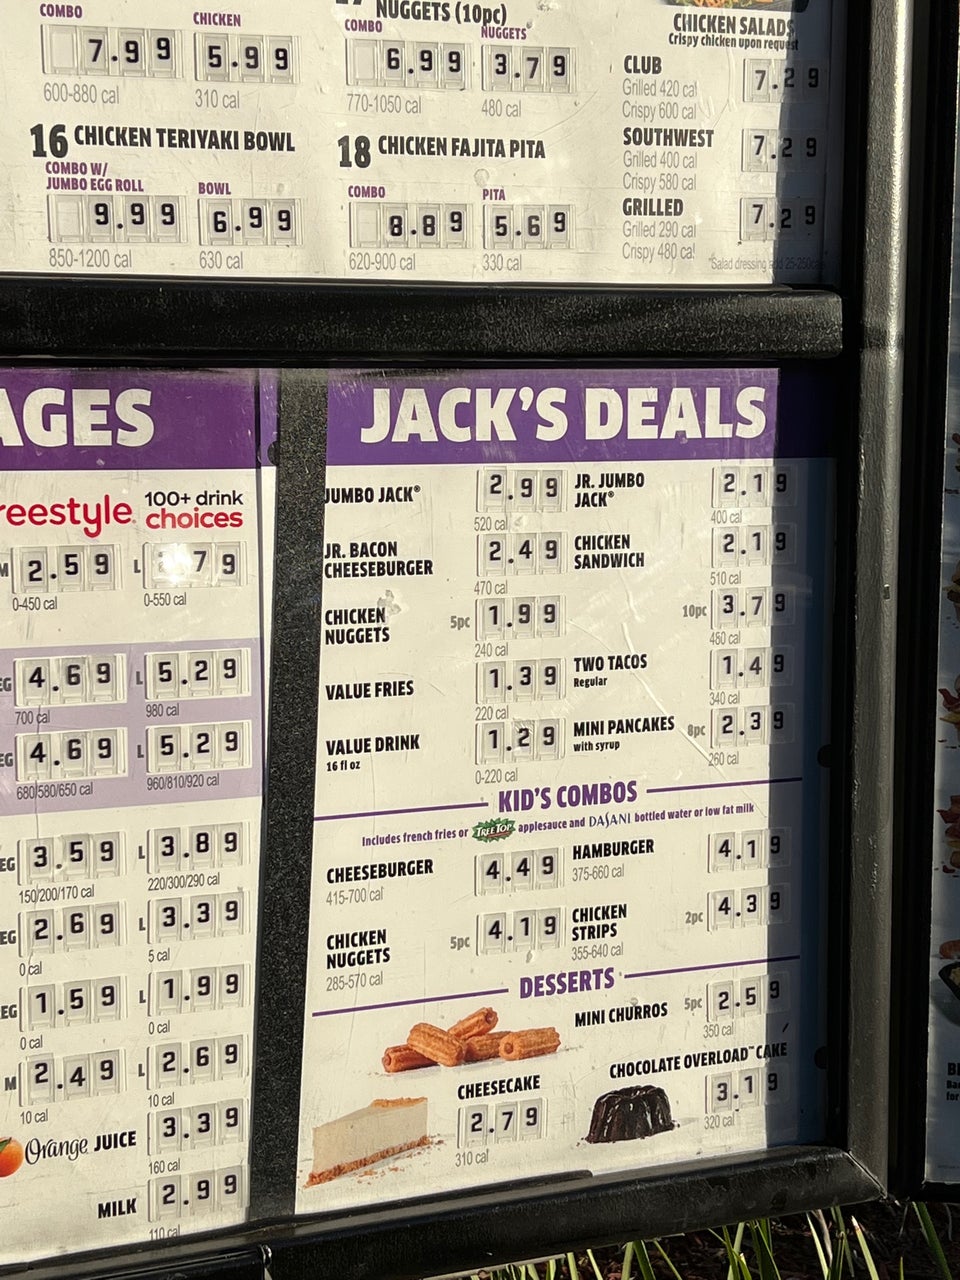 NUGGETS (10pc)
COMBO
CHICKEN
7.99
5.99
600-880 cal
310 cal
COMBO
NUGGETS
6.99
3.79
770-1050 cal
480 cal
16 CHICKEN TERIYAKI BOWL
COMBO W/
JUMBO EGG ROLL
BOWL
9.99
6.99
850-1200 cal
630 cal
18 CHICKEN FAJITA PITA
COMBO
PITA
8.89
5.69
620-900 cal
330 cal
CHICKEN SALADS
Crispy chicken upon request
CLUB
Grilled 420 cal
Crispy 600 cal
7.29
SOUTHWEST
Grilled 400 cal
Crispy 580 cal
7.29
GRILLED
Grilled 290 cal
Crispy 480 cal
7.29
*Salad dressing add 25-250cal
AGES
reestyle
100+ drink
choices
M 2.59 L 79
0-450 cal 0-550 cal
EG 4.69 L 5.29
700 cal 980 cal
EG 4.69 L 5.29
680/580/650 cal 960/810/920 cal
EG 3.59 L 3.89
150/200/170 cal 220/300/290 cal
EG 2.69 L 3.39
0 cal 5 cal
EG 1.59 L 1.99
0 cal 0 cal
M 2.49 L 2.69
10 cal 10 cal
Orange JUICE 3.39
160 cal
MILK 2.99
110 cal
JACK'S DEALS
JUMBO JACK® 2.99
520 cal
JR. JUMBO
JACK® 2.19
400 cal
JR. BACON
CHEESEBURGER 2.49
470 cal
CHICKEN
SANDWICH 2.19
510 cal
CHICKEN
NUGGETS 5pc 1.99
240 cal
10pc 3.79
480 cal
VALUE FRIES 1.39
220 cal
TWO TACOS
Regular 1.49
340 cal
VALUE DRINK
16 fl oz 1.29
0-220 cal
MINI PANCAKES
with syrup 8pc 2.39
260 cal
KID'S COMBOS
Includes french fries or TREE TOP applesauce and DASANI bottled water or low fat milk
CHEESEBURGER 4.49
415-700 cal
HAMBURGER 4.19
375-660 cal
CHICKEN
NUGGETS 5pc 4.19
285-570 cal
CHICKEN
STRIPS 2pc 4.39
355-640 cal
DESSERTS
MINI CHURROS 5pc 2.59
350 cal
CHEESECAKE
2.79
310 cal
CHOCOLATE OVERLOAD™ CAKE
3.19
320 cal